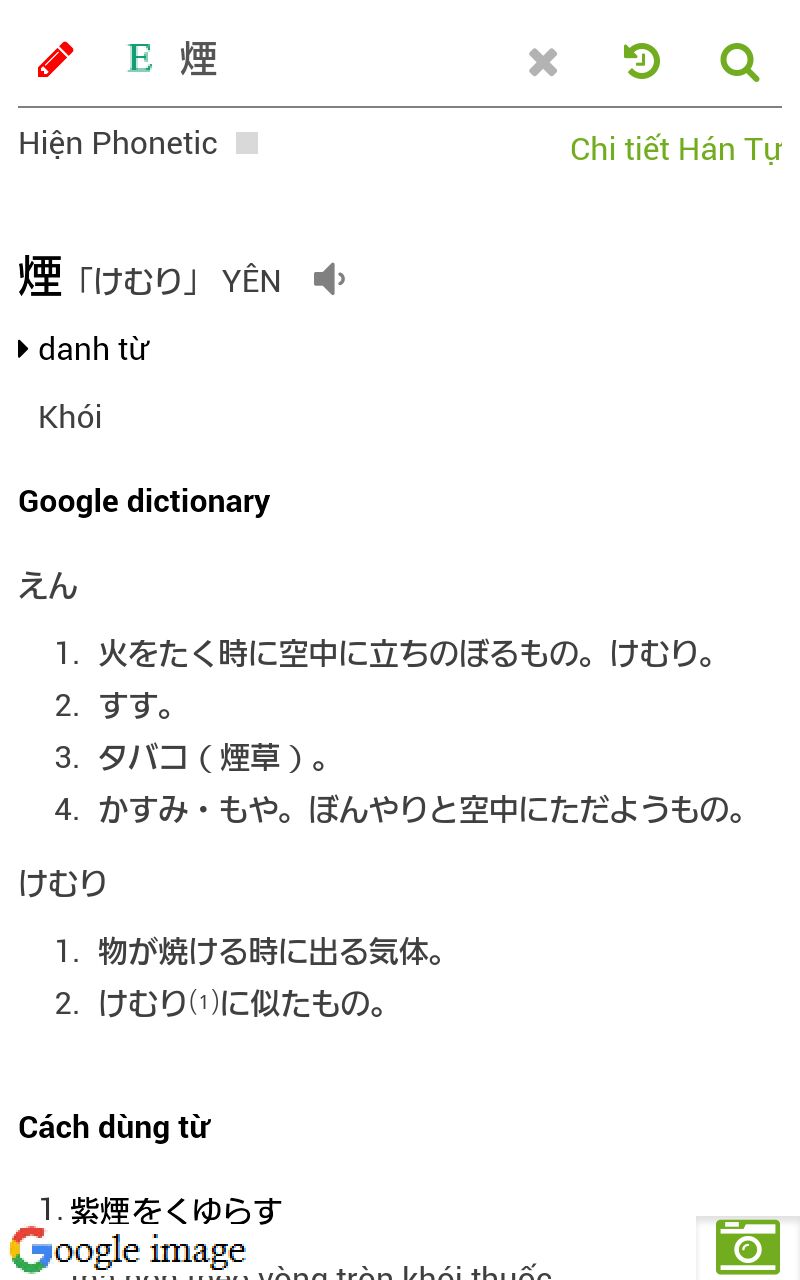 E 煙
Hiện Phonetic
Chi tiết Hán Tự
煙「けむり」 YÊN
danh từ
Khói
Google dictionary
えん
1. 火をたく時に空中に立ちのぼるもの。けむり。
2. すす。
3. タバコ（煙草）。
4. かすみ・もや。ぼんやりと空中にただようもの。
けむり
1. 物が焼ける時に出る気体。
2. けむり⑴に似たもの。
Cách dùng từ
1. 紫煙をくゆらす
Google image
vòng tròn khói thuốc